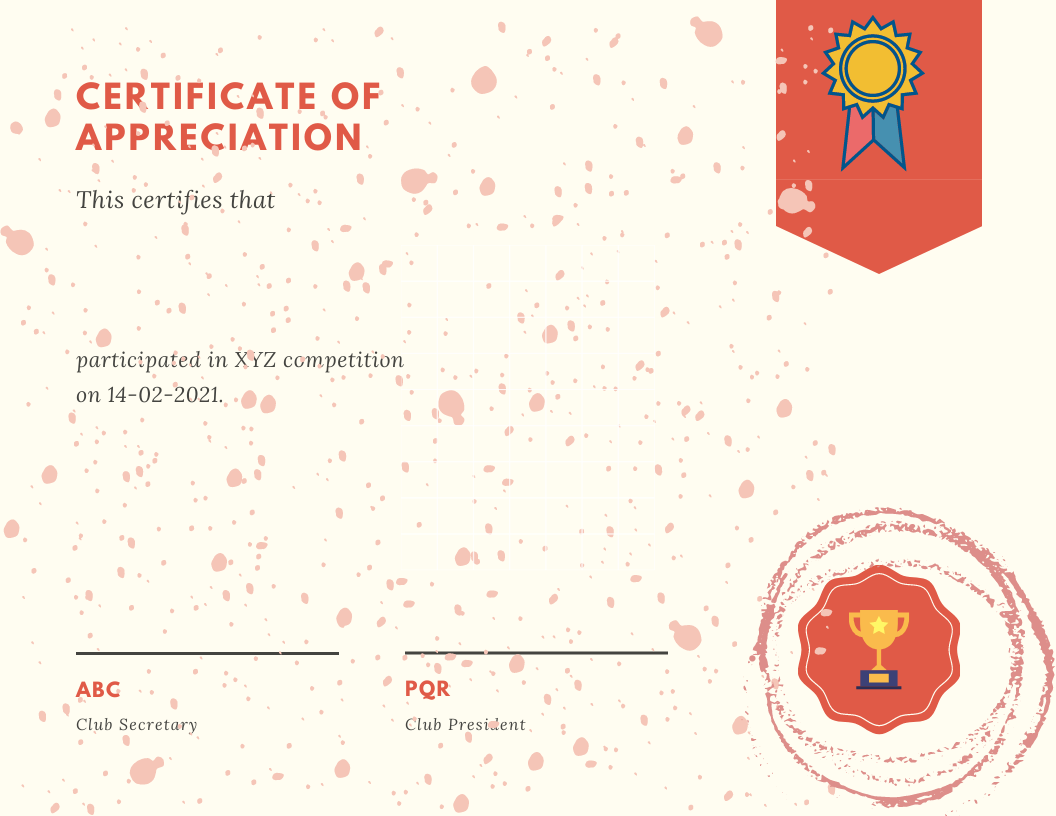 CERTIFICATE OF
APPRECIATION
This certifies that
participated in XYZ competition
on 14-02-2021.
ABC
Club Secretary
PQR
Club President